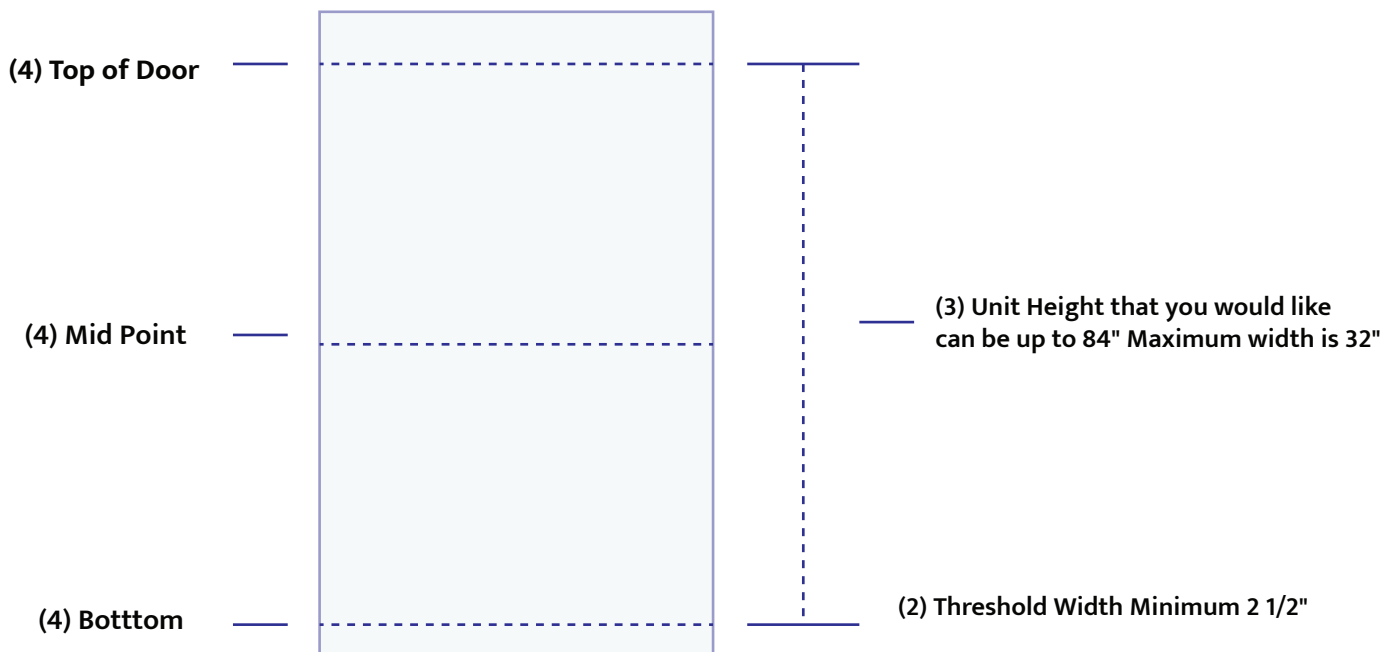 (4) Top of Door
(4) Mid Point
(3) Unit Height that you would like
can be up to 84" Maximum width is 32"
(4) Botttom
(2) Threshold Width Minimum 2 1/2"